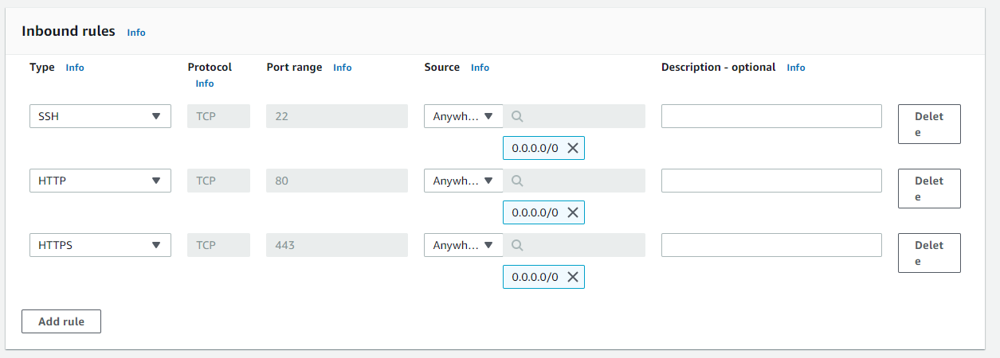 Inbound rules Info
Type Info Protocol Info Port range Info Source Info Description - optional Info
SSH TCP 22 Anywh... Delete
0.0.0.0/0
HTTP TCP 80 Anywh... Delete
0.0.0.0/0
HTTPS TCP 443 Anywh... Delete
0.0.0.0/0
Add rule